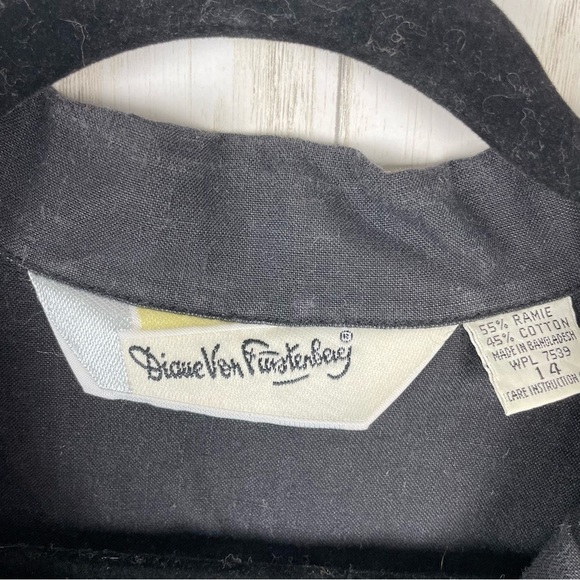 Diane Von Furstenberg ®
55% RAMIE
45% COTTON
MADE IN BANGLADESH
WPL 7539
14
CARE INSTRUCTION